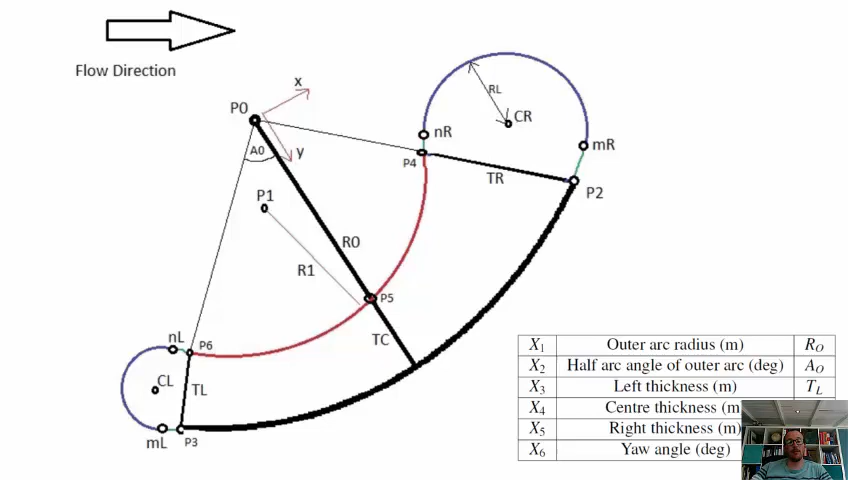 Flow Direction
x
P0
A0
y
P1
R0
R1
P5
TC
RL
CR
nR
mR
P4
TR
P2
nL
P6
CL
TL
mL
P3
X1 Outer arc radius (m) RO
X2 Half arc angle of outer arc (deg) AO
X3 Left thickness (m) TL
X4 Centre thickness (m
X5 Right thickness (m)
X6 Yaw angle (deg)